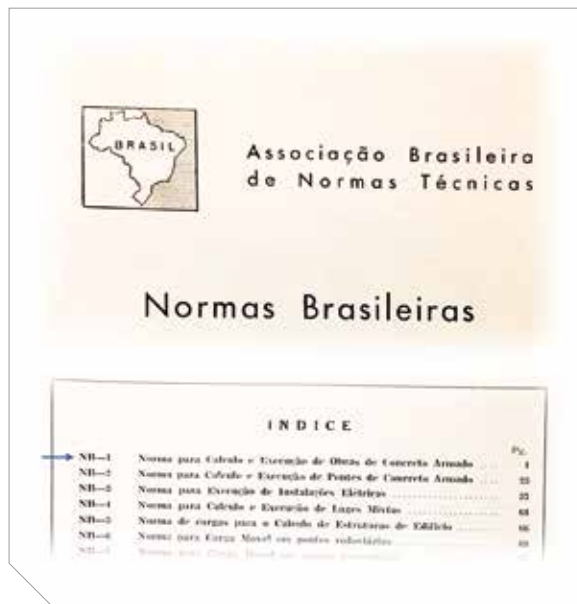 BRASIL
Associação Brasileira
de Normas Técnicas
Normas Brasileiras
INDICE
Pg.
NB—1 Norma para Calculo e Execução de Obras de Concreto Armado .... 1
NB—2 Norma para Calculo e Execução de Pontes de Concreto Armado ... 25
NB—3 Norma para Execução de Instalações Elétricas
NB—4 Norma para Calculo e Execução de Lages Mistas
NB—5 Norma de cargas para o Calculo de Estruturas de Edificio
NB—6 Norma para Carga Movel em pontes rodoviárias